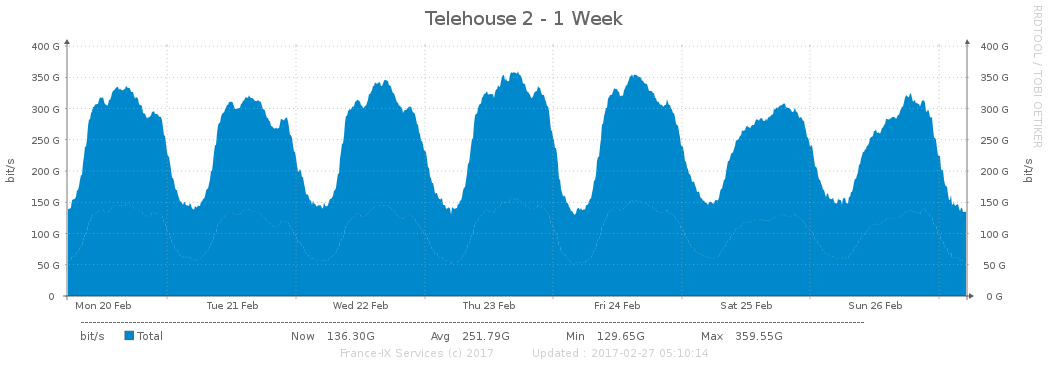 Telehouse 2 - 1 Week
RRDTOOL / TOBI OETIKER
400 G 400 G
350 G 350 G
300 G 300 G
250 G 250 G
200 G 200 G
150 G 150 G
100 G 100 G
50 G 50 G
0 0 G
bit/s bit/s
Mon 20 Feb Tue 21 Feb Wed 22 Feb Thu 23 Feb Fri 24 Feb Sat 25 Feb Sun 26 Feb
bit/s Total Now 136.30G Avg 251.79G Min 129.65G Max 359.55G
France-IX Services (c) 2017 Updated : 2017-02-27 05:10:14